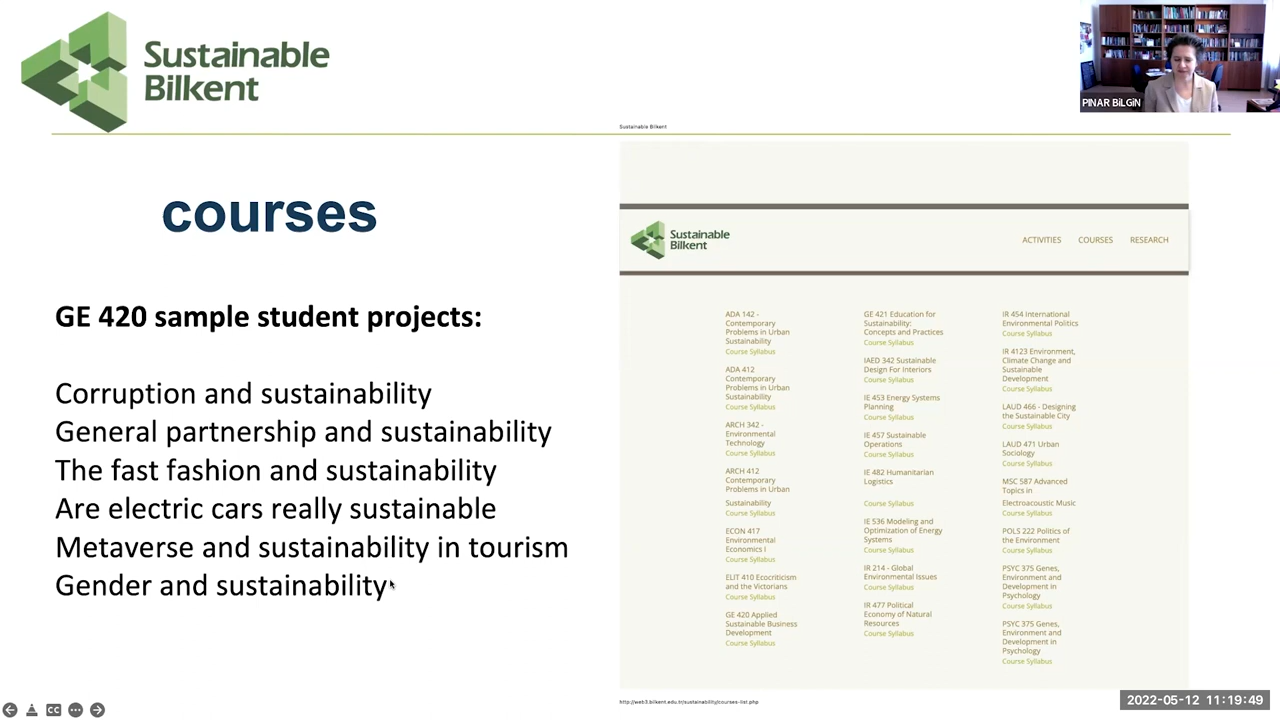 Sustainable
Bilkent
PINAR BiLGiN
Sustainable Bilkent
courses
GE 420 sample student projects:
Corruption and sustainability
General partnership and sustainability
The fast fashion and sustainability
Are electric cars really sustainable
Metaverse and sustainability in tourism
Gender and sustainability
Sustainable
Bilkent
ACTIVITIES COURSES RESEARCH
ADA 142 -
Contemporary
Problems in Urban
Sustainability
Course Syllabus
ADA 412
Contemporary
Problems in Urban
Sustainability
Course Syllabus
ARCH 342 -
Environmental
Technology
Course Syllabus
ARCH 412
Contemporary
Problems in Urban
Sustainability
Course Syllabus
ECON 417
Environmental
Economics I
Course Syllabus
ELIT 410 Ecocriticism
and the Victorians
Course Syllabus
GE 420 Applied
Sustainable Business
Development
Course Syllabus
GE 421 Education for
Sustainability:
Concepts and Practices
Course Syllabus
IAED 342 Sustainable
Design For Interiors
Course Syllabus
IE 453 Energy Systems
Planning
Course Syllabus
IE 457 Sustainable
Operations
Course Syllabus
IE 482 Humanitarian
Logistics
Course Syllabus
IE 536 Modeling and
Optimization of Energy
Systems
Course Syllabus
IR 214 - Global
Environmental Issues
Course Syllabus
IR 477 Political
Economy of Natural
Resources
Course Syllabus
IR 454 International
Environmental Politics
Course Syllabus
IR 4123 Environment,
Climate Change and
Sustainable
Development
Course Syllabus
LAUD 466 - Designing
the Sustainable City
Course Syllabus
LAUD 471 Urban
Sociology
Course Syllabus
MSC 587 Advanced
Topics in
Electroacoustic Music
Course Syllabus
POLS 222 Politics of
the Environment
Course Syllabus
PSYC 375 Genes,
Environment and
Development in
Psychology
Course Syllabus
PSYC 375 Genes,
Environment and
Development in
Psychology
Course Syllabus
http://web3.bilkent.edu.tr/sustainability/courses-list.php
CC
2022-05-12 11:19:49